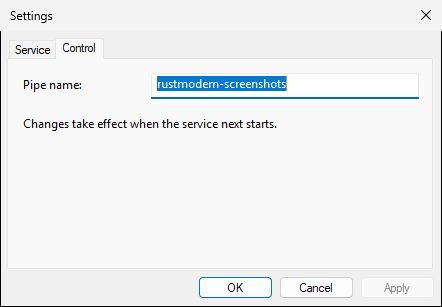 Settings
Service Control
Pipe name: rustmodem-screenshots
Changes take effect when the service next starts.
OK Cancel Apply